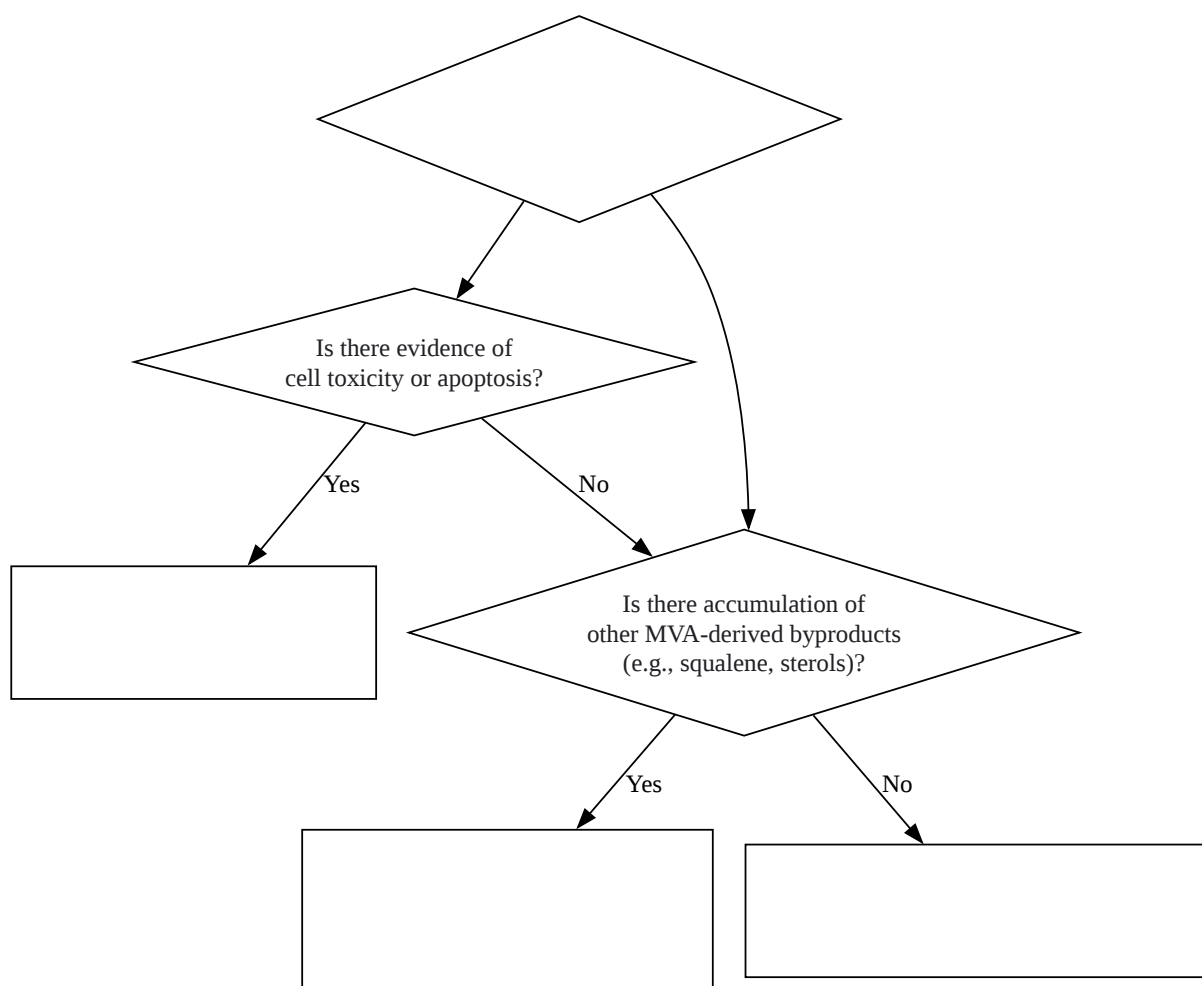 Is there evidence of
cell toxicity or apoptosis?
Yes
No
Is there accumulation of
other MVA-derived byproducts
(e.g., squalene, sterols)?
Yes
No